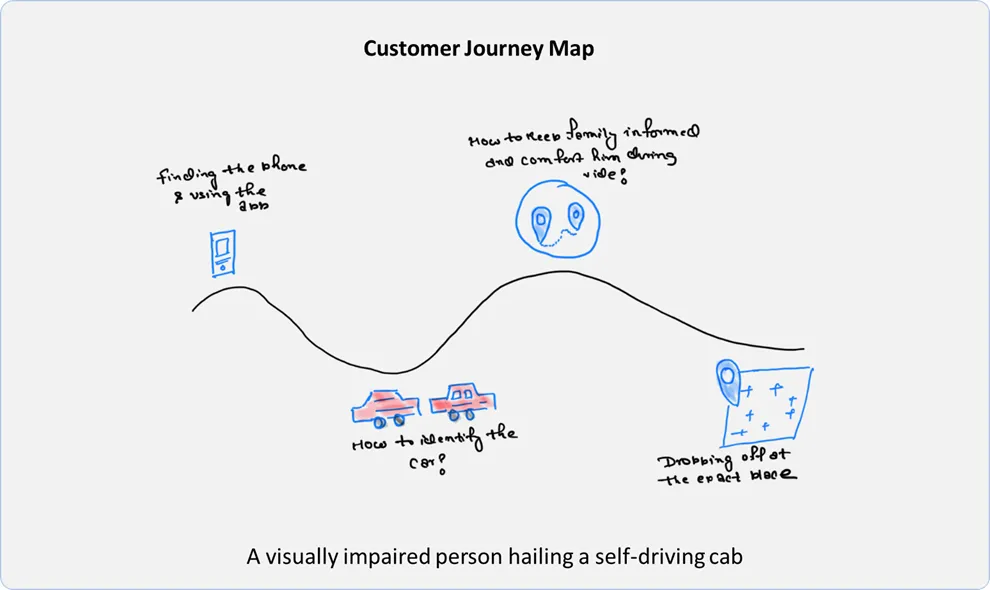 Customer Journey Map
finding the phone
& using the
app
How to keep family informed
and comfort him during
ride?
How to identify the
car?
Dropping off at
the exact place
A visually impaired person hailing a self-driving cab